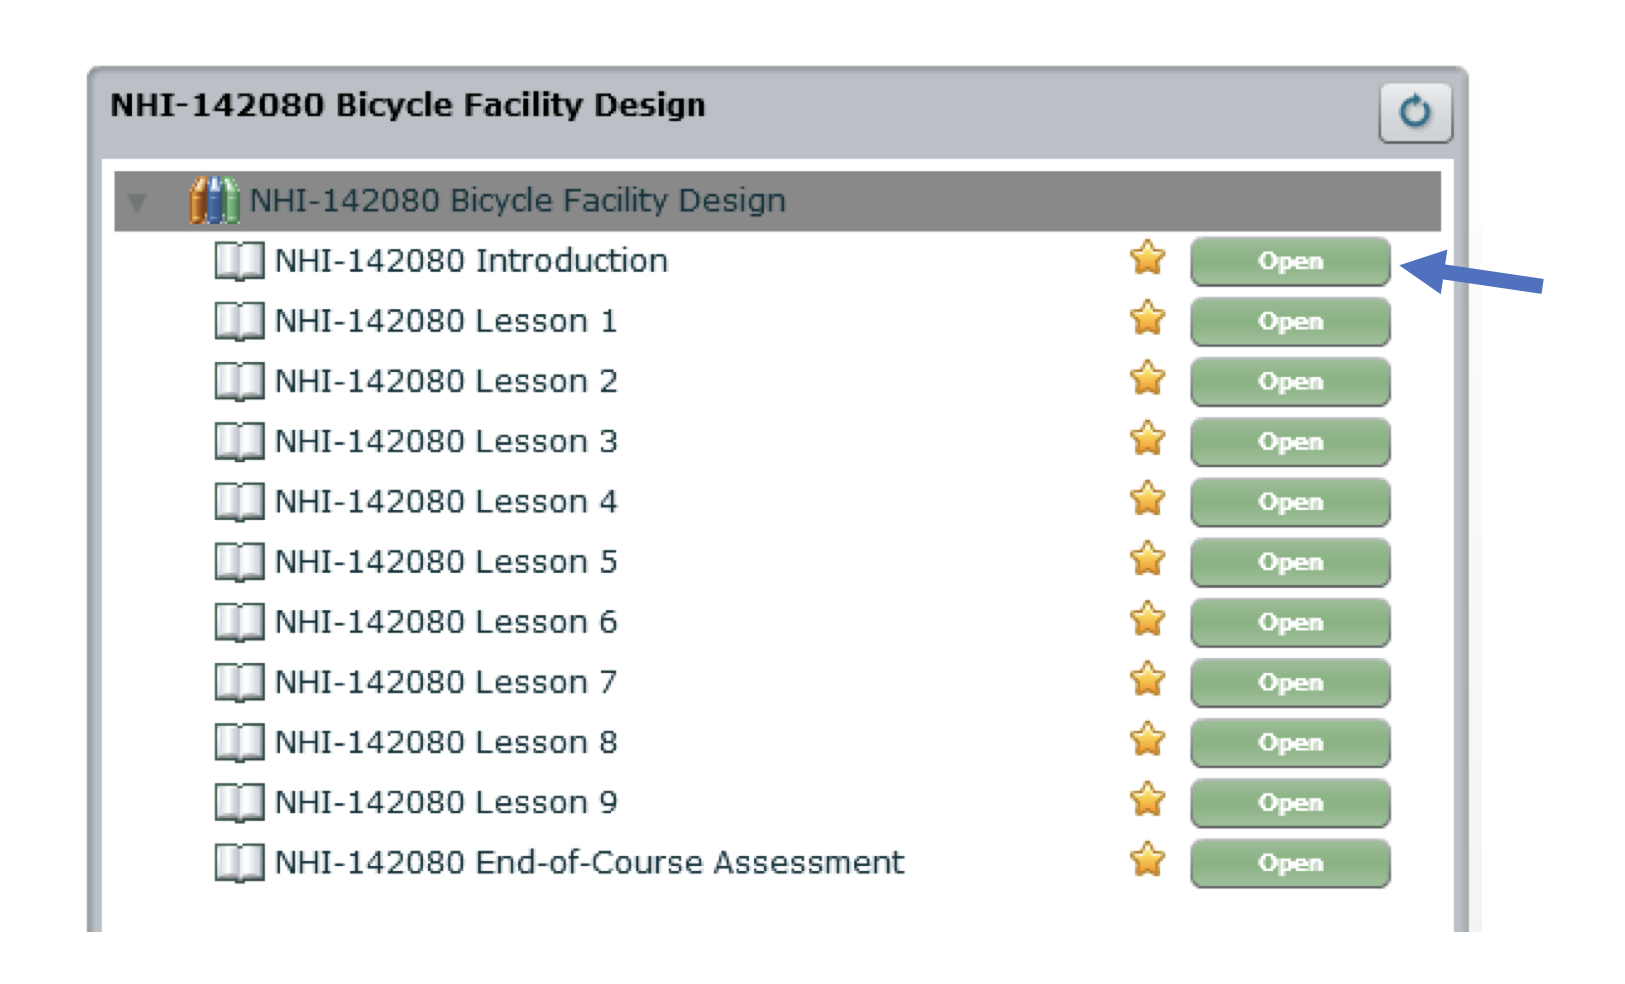 NHI-142080 Bicycle Facility Design
NHI-142080 Bicycle Facility Design
NHI-142080 Introduction Open
NHI-142080 Lesson 1 Open
NHI-142080 Lesson 2 Open
NHI-142080 Lesson 3 Open
NHI-142080 Lesson 4 Open
NHI-142080 Lesson 5 Open
NHI-142080 Lesson 6 Open
NHI-142080 Lesson 7 Open
NHI-142080 Lesson 8 Open
NHI-142080 Lesson 9 Open
NHI-142080 End-of-Course Assessment Open